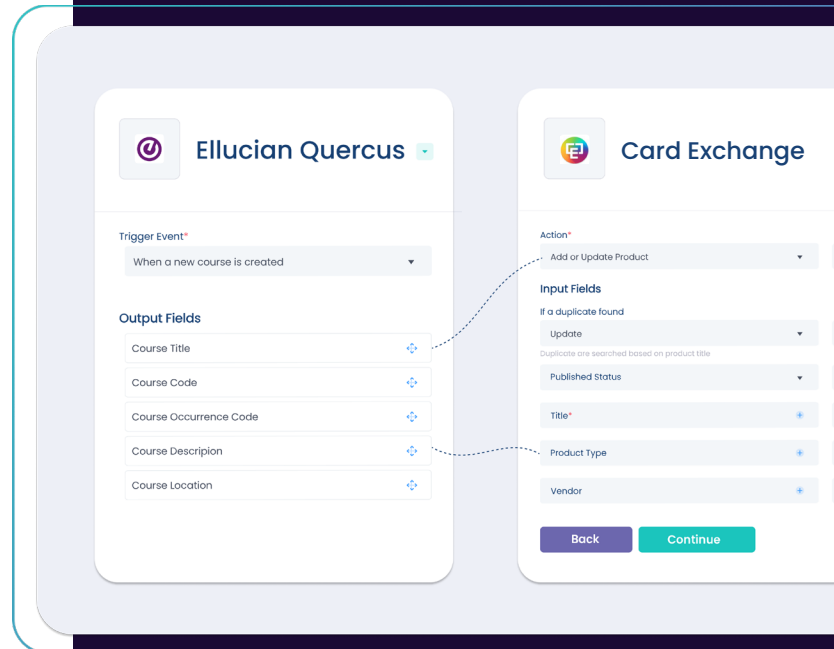 Ellucian Quercus
Trigger Event*
When a new course is created
Output Fields
Course Title
Course Code
Course Occurrence Code
Course Descripion
Course Location
Card Exchange
Action*
Add or Update Product
Input Fields
If a duplicate found
Update
Duplicate are searched based on product title
Published Status
Title*
Product Type
Vendor
Back
Continue